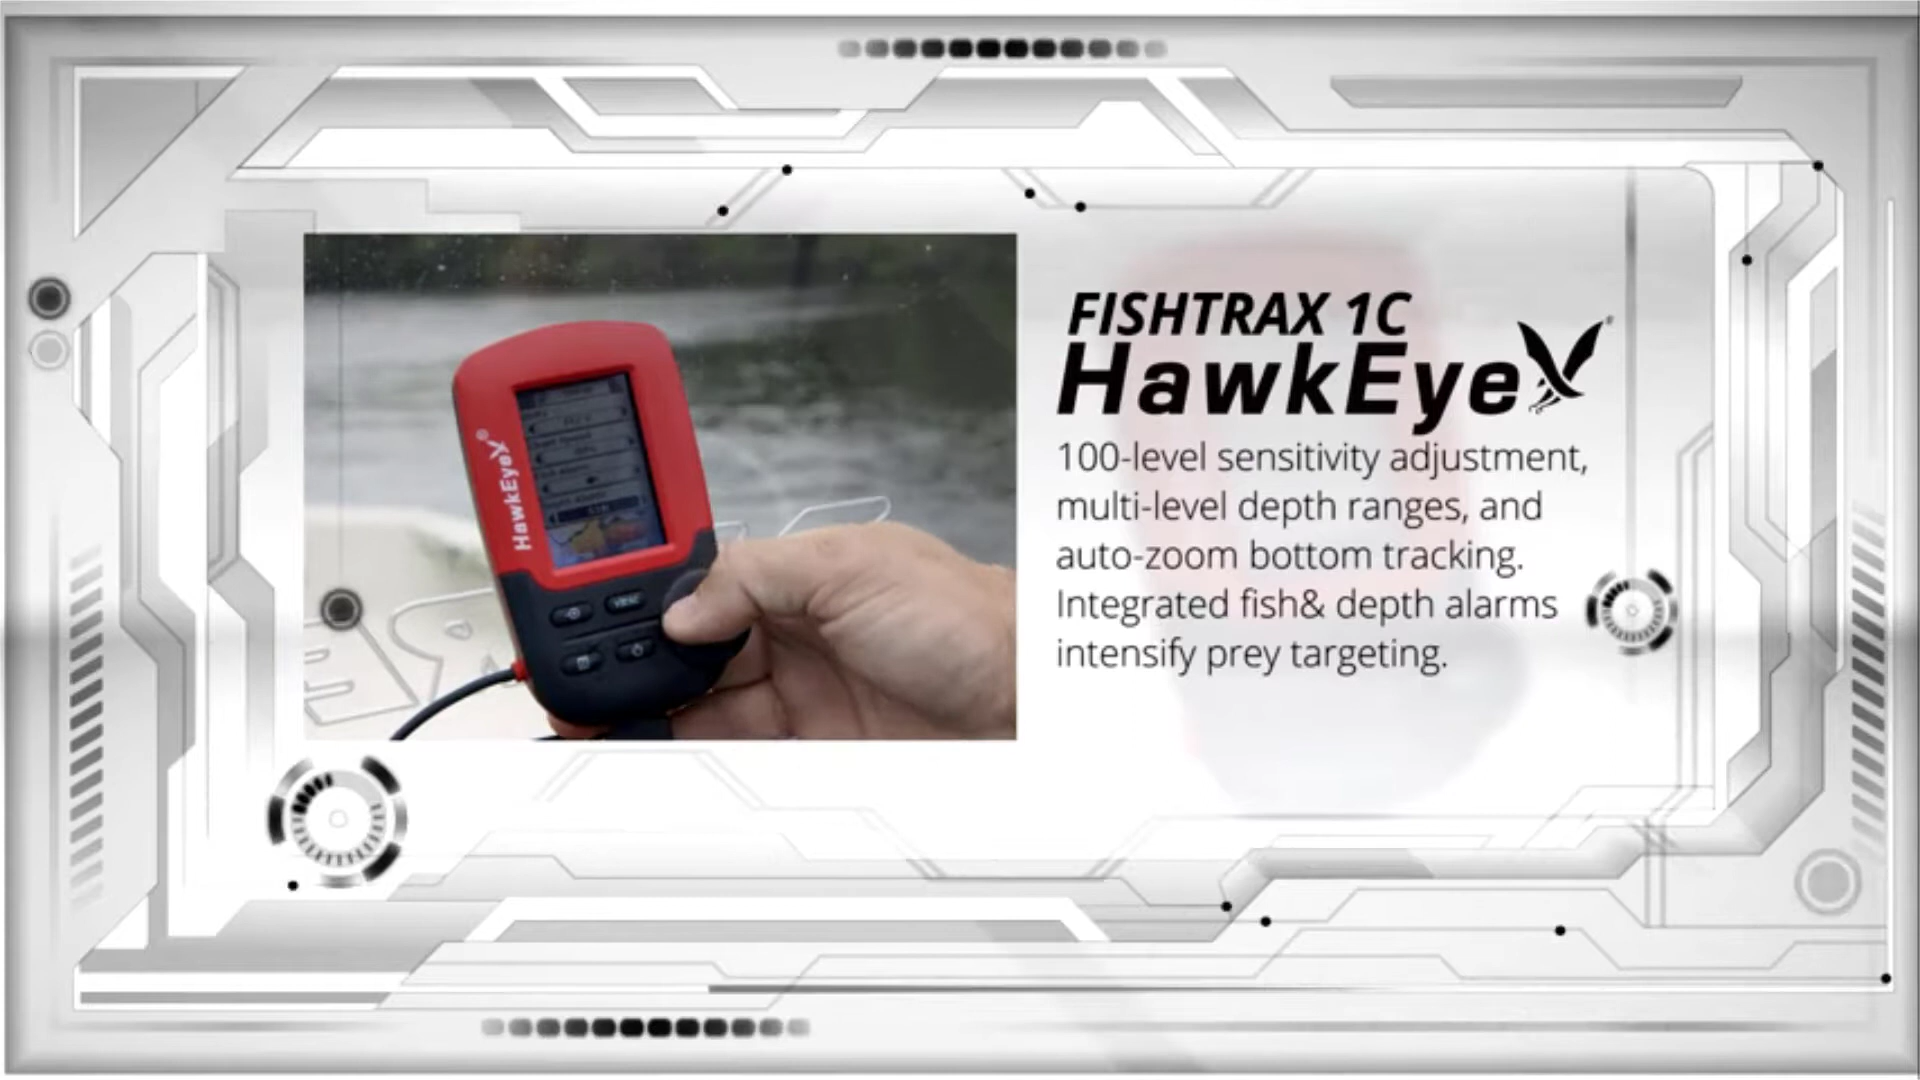 FISHTRAX 1C
HawkEye®
100-level sensitivity adjustment,
multi-level depth ranges, and
auto-zoom bottom tracking.
Integrated fish& depth alarms
intensify prey targeting.
HawkEye®